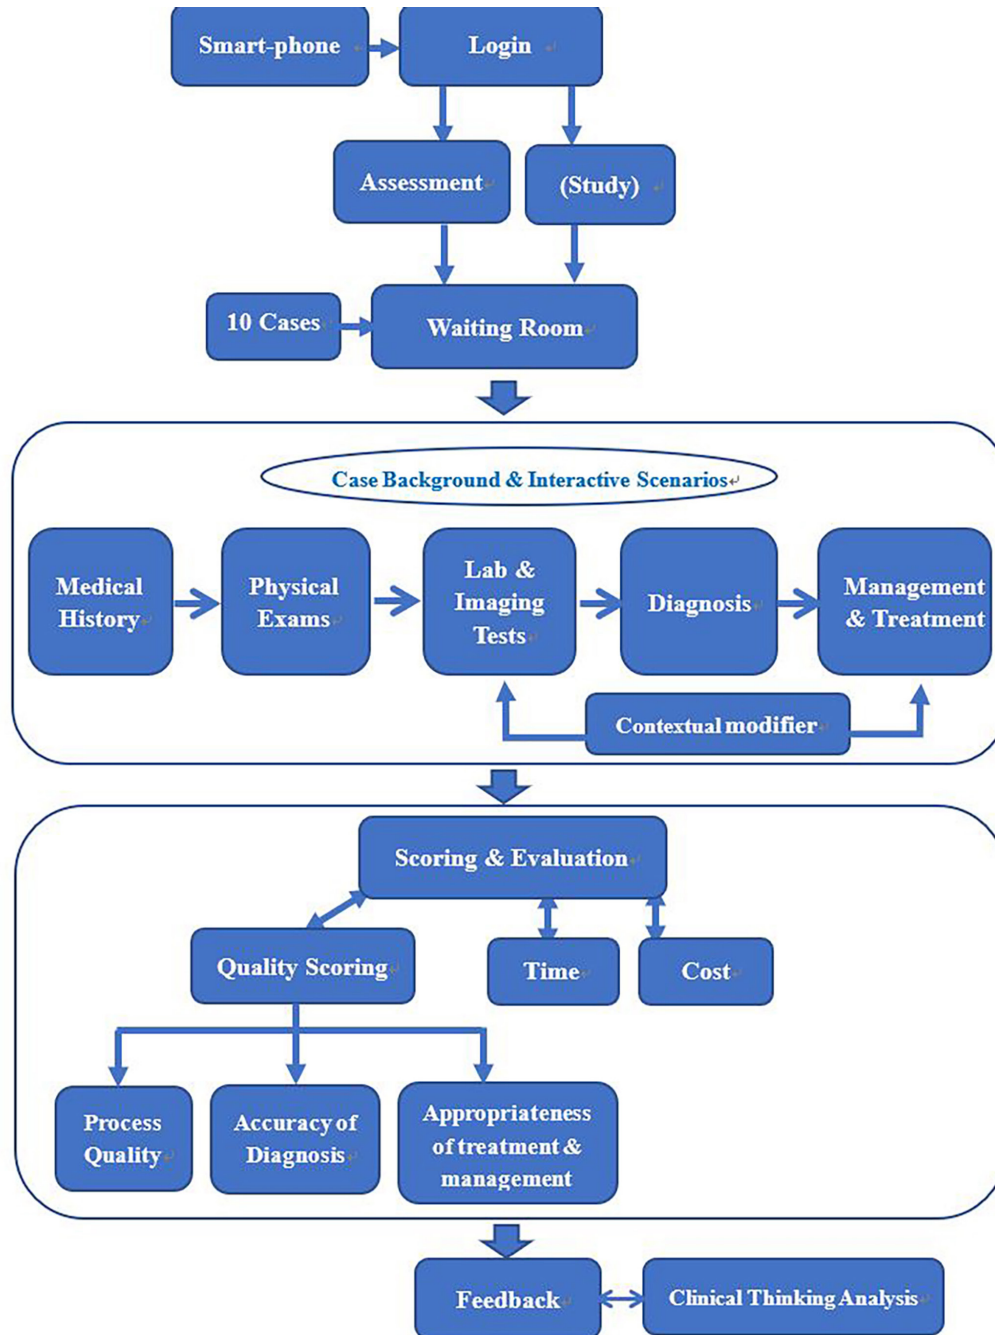 Smart-phone
Login
Assessment
(Study)
10 Cases
Waiting Room
Case Background & Interactive Scenarios
Medical
History
Physical
Exams
Lab &
Imaging
Tests
Diagnosis
Management
& Treatment
Contextual modifier
Scoring & Evaluation
Quality Scoring
Time
Cost
Process
Quality
Accuracy of
Diagnosis
Appropriateness
of treatment &
management
Feedback
Clinical Thinking Analysis